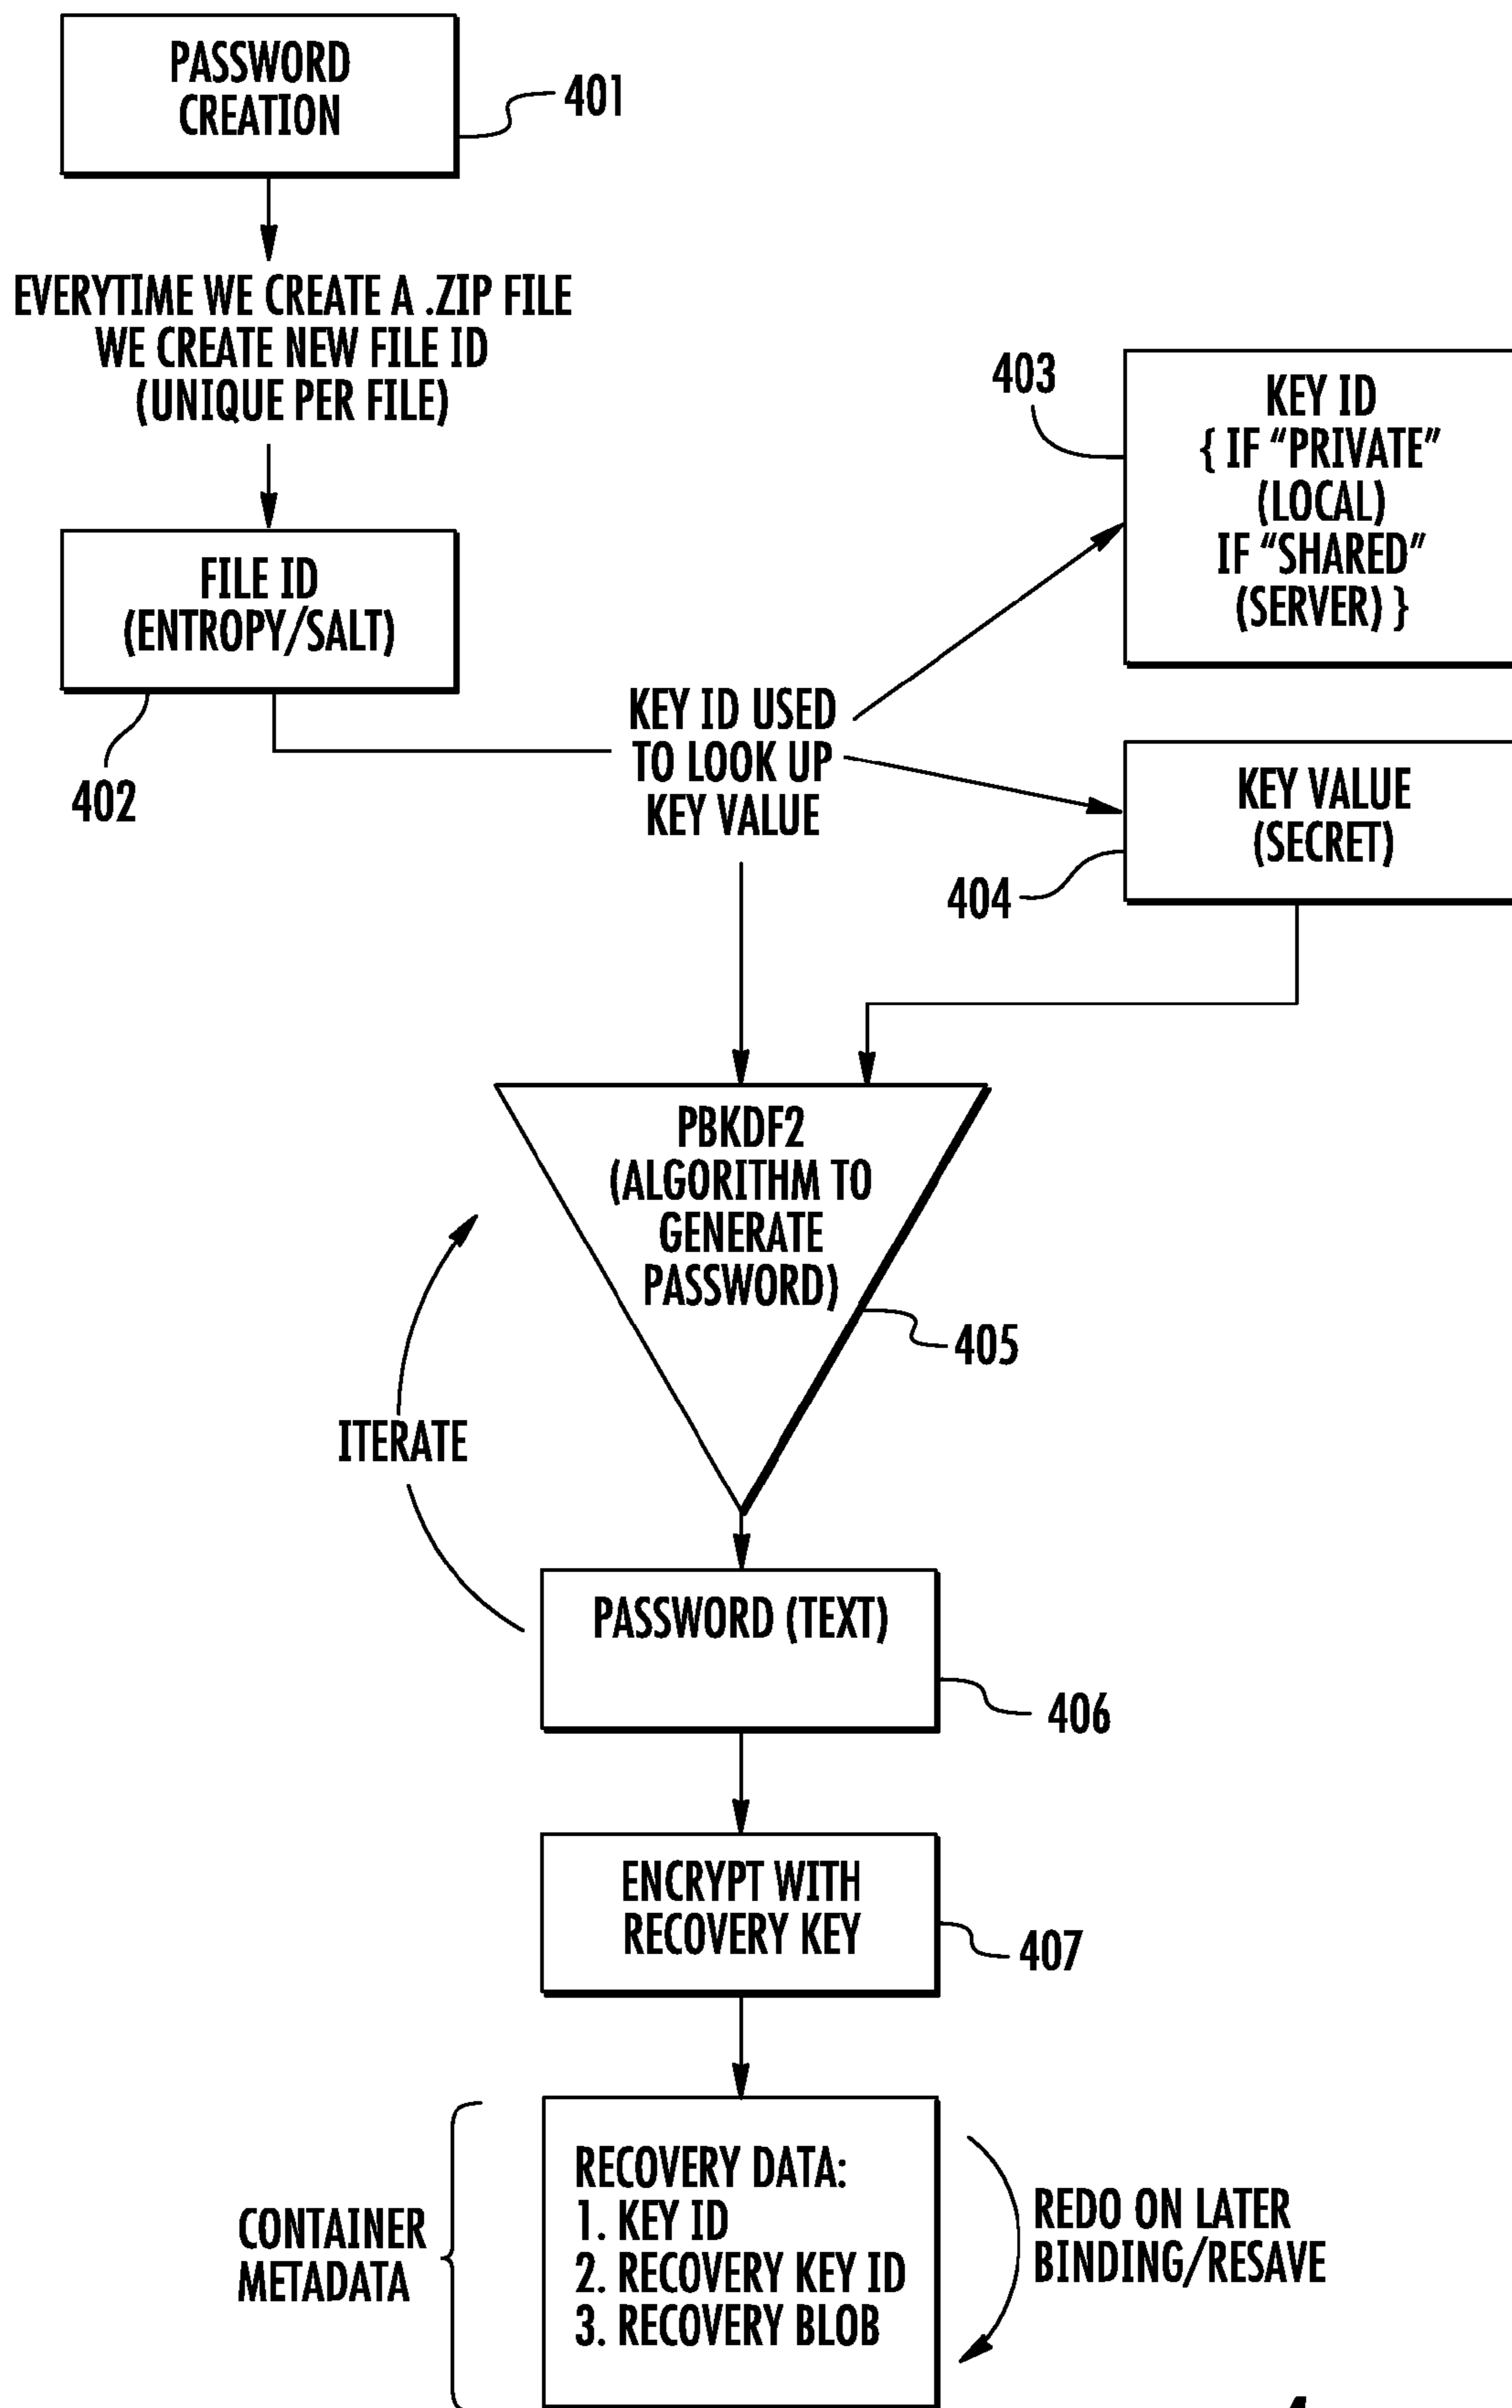 PASSWORD
CREATION
401
EVERYTIME WE CREATE A .ZIP FILE
WE CREATE NEW FILE ID
(UNIQUE PER FILE)
FILE ID
(ENTROPY/SALT)
402
403
KEY ID
{ IF “PRIVATE”
(LOCAL)
IF “SHARED”
(SERVER) }
KEY ID USED
TO LOOK UP
KEY VALUE
KEY VALUE
(SECRET)
404
PBKDF2
(ALGORITHM TO
GENERATE
PASSWORD)
405
ITERATE
PASSWORD (TEXT)
406
ENCRYPT WITH
RECOVERY KEY
407
CONTAINER
METADATA
RECOVERY DATA:
1. KEY ID
2. RECOVERY KEY ID
3. RECOVERY BLOB
REDO ON LATER
BINDING/RESAVE